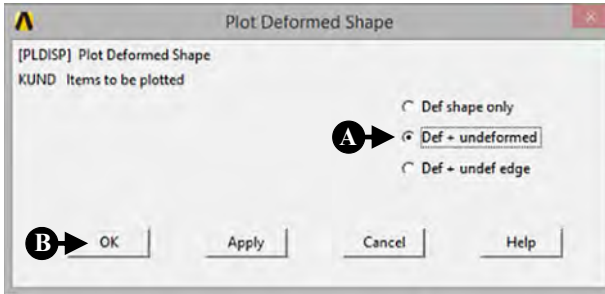 Plot Deformed Shape
[PLDISP] Plot Deformed Shape
KUND Items to be plotted
Def shape only
A Def + undeformed
Def + undef edge
B OK Apply Cancel Help